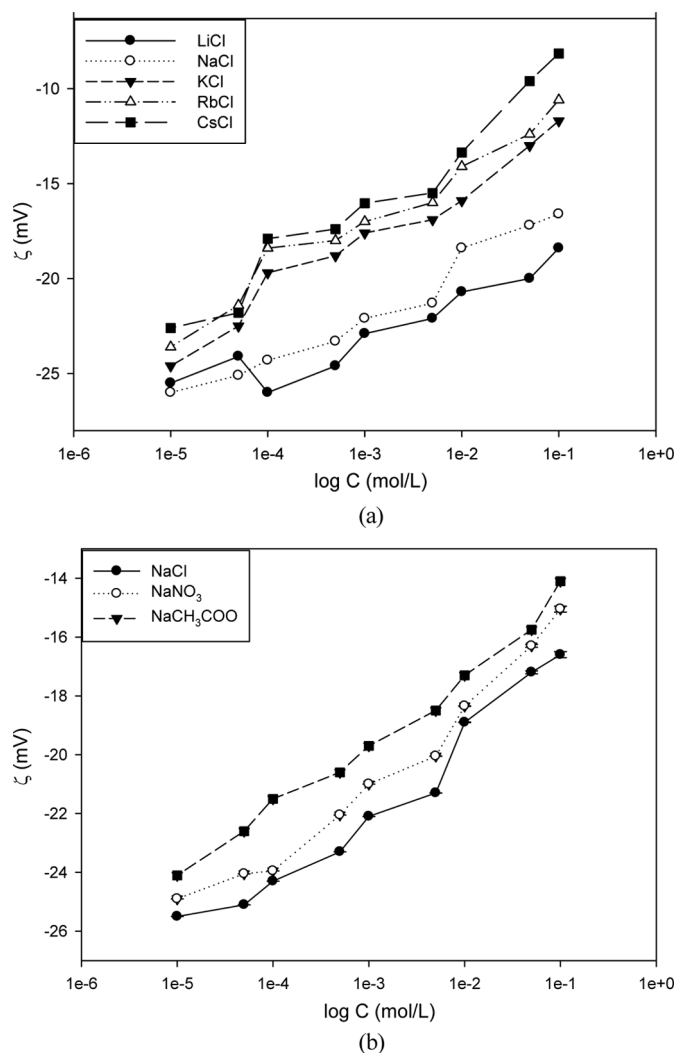 LiCl
NaCl
KCl
RbCl
CsCl
-10
-15
-20
-25
ζ (mV)
1e-6 1e-5 1e-4 1e-3 1e-2 1e-1 1e+0
log C (mol/L)
(a)
NaCl
NaNO3
NaCH3COO
-14
-16
-18
-20
-22
-24
-26
ζ (mV)
1e-6 1e-5 1e-4 1e-3 1e-2 1e-1 1e+0
log C (mol/L)
(b)